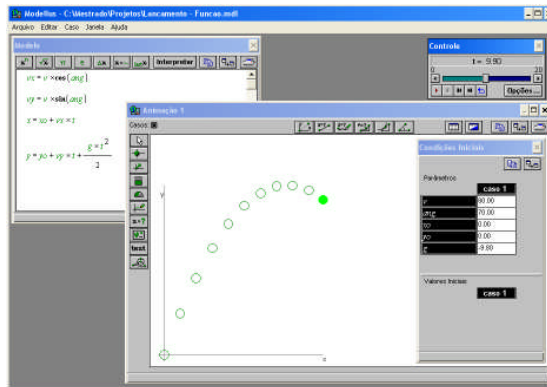 Modellus - C:\Mestrado\Projetos\Lancamento - Funcao.mdl
Arquivo Editar Caso Janela Ajuda
Modelo
Interpretar
vx = v ×cos(ang)
vy = v ×sin(ang)
x = xo + vx × t
y = yo + vy × t + g × t² / 2
Controle
t = 9.90
0 20
Opções...
Animação 1
Casos:
text
y
x
Condições Iniciais
Parâmetros
caso 1
v 80.00
ang 70.00
xo 0.00
yo 0.00
g -9.80
Valores Iniciais
caso 1